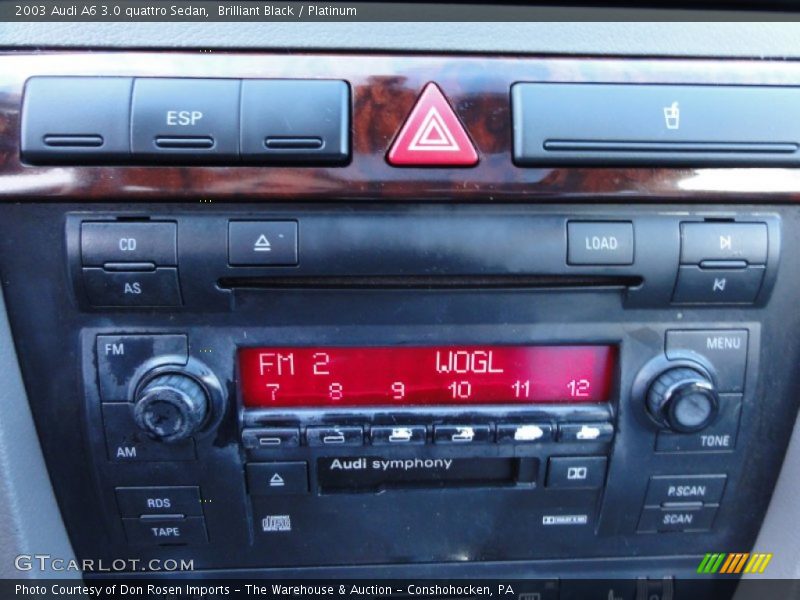 2003 Audi A6 3.0 quattro Sedan, Brilliant Black / Platinum
ESP
CD
LOAD
AS
FM
MENU
FM 2 WOGL
7 8 9 10 11 12
AM
TONE
Audi symphony
RDS
P.SCAN
TAPE
SCAN
GTCARLOT.COM
Photo Courtesy of Don Rosen Imports – The Warehouse & Auction – Conshohocken, PA